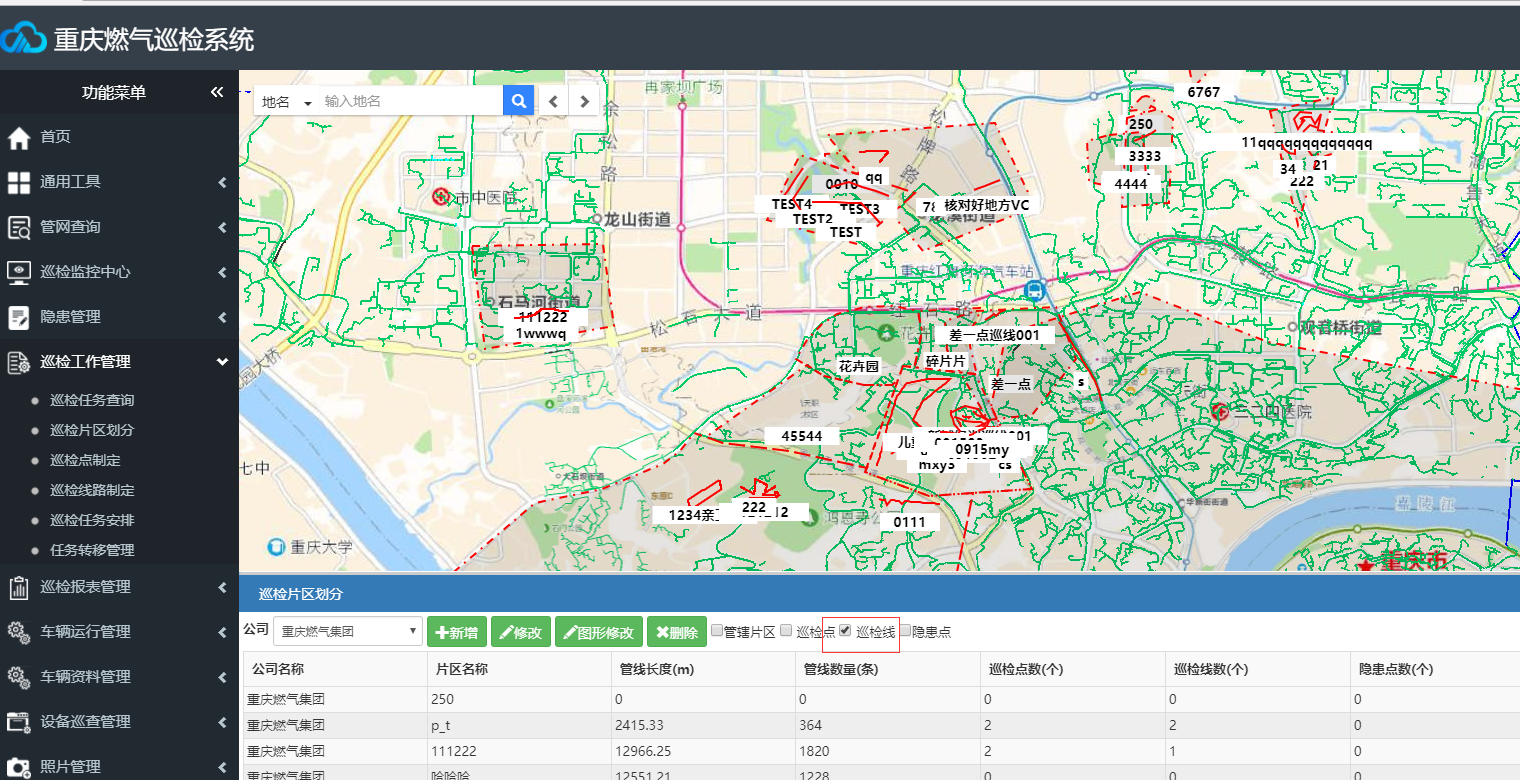 重庆燃气巡检系统
功能菜单
首页
通用工具
管网查询
巡检监控中心
隐患管理
巡检工作管理
巡检任务查询
巡检片区划分
巡检点制定
巡检线路制定
巡检任务安排
任务转移管理
巡检报表管理
车辆运行管理
车辆资料管理
设备巡查管理
照片管理
地名 输入地名
冉家坝广场
余松路
松牌路
6767
250
3333
4444
11qqqqqqqqqqqqq
34 21
222
市中医院
龙山街道
0010 qq
TEST4 TEST3
TEST2
TEST
核对好地方VC
石马河街道
111222
1wwwq
松石大道
红石路
花卉
差一点巡线001
观音桥街道
碎片片
花卉园
差一点
s
三二四医院
45544
0915my
mxy3 cs
七中
222
0111
重庆大学
嘉陵江
重庆市
巡检片区划分
公司 重庆燃气集团 新增 修改 图形修改 删除 管辖片区 巡检点 巡检线 隐患点
公司名称 片区名称 管线长度(m) 管线数量(条) 巡检点数(个) 巡检线数(个) 隐患点数(个)
重庆燃气集团 250 0 0 0 0 0
重庆燃气集团 p_t 2415.33 364 2 2 0
重庆燃气集团 111222 12966.25 1820 2 1 0
重庆燃气集团 哈哈哈 12551.21 1228 0 0 0